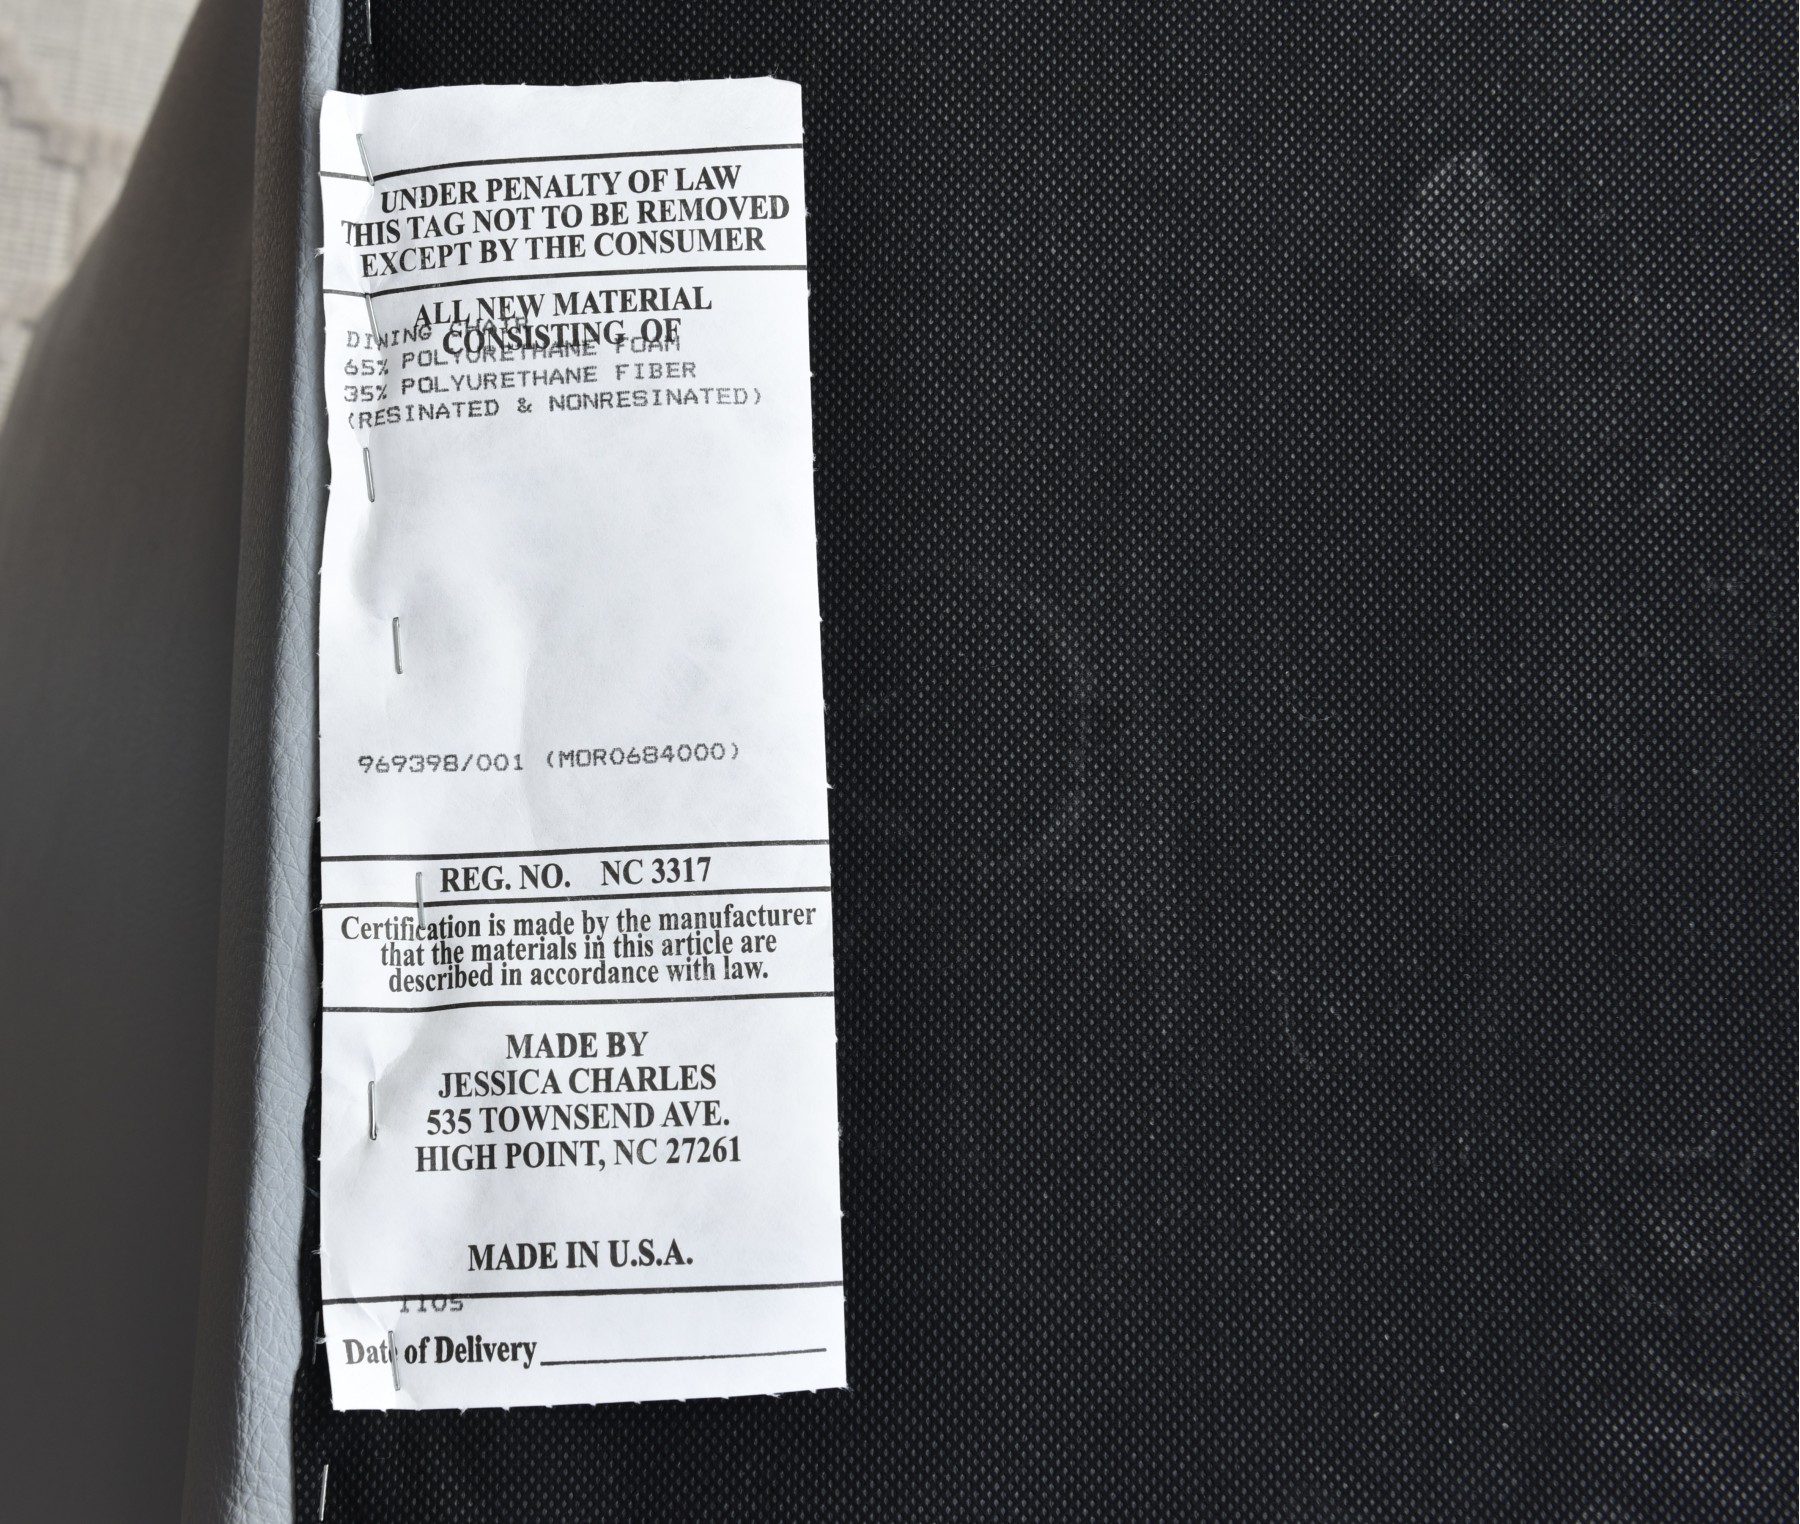 UNDER PENALTY OF LAW
THIS TAG NOT TO BE REMOVED
EXCEPT BY THE CONSUMER
ALL NEW MATERIAL
CONSISTING OF
DINING CHAIR
65% POLYURETHANE FOAM
35% POLYURETHANE FIBER
(RESINATED & NONRESINATED)
969398/001 (MOR0684000)
REG. NO. NC 3317
Certification is made by the manufacturer
that the materials in this article are
described in accordance with law.
MADE BY
JESSICA CHARLES
535 TOWNSEND AVE.
HIGH POINT, NC 27261
MADE IN U.S.A.
Date of Delivery